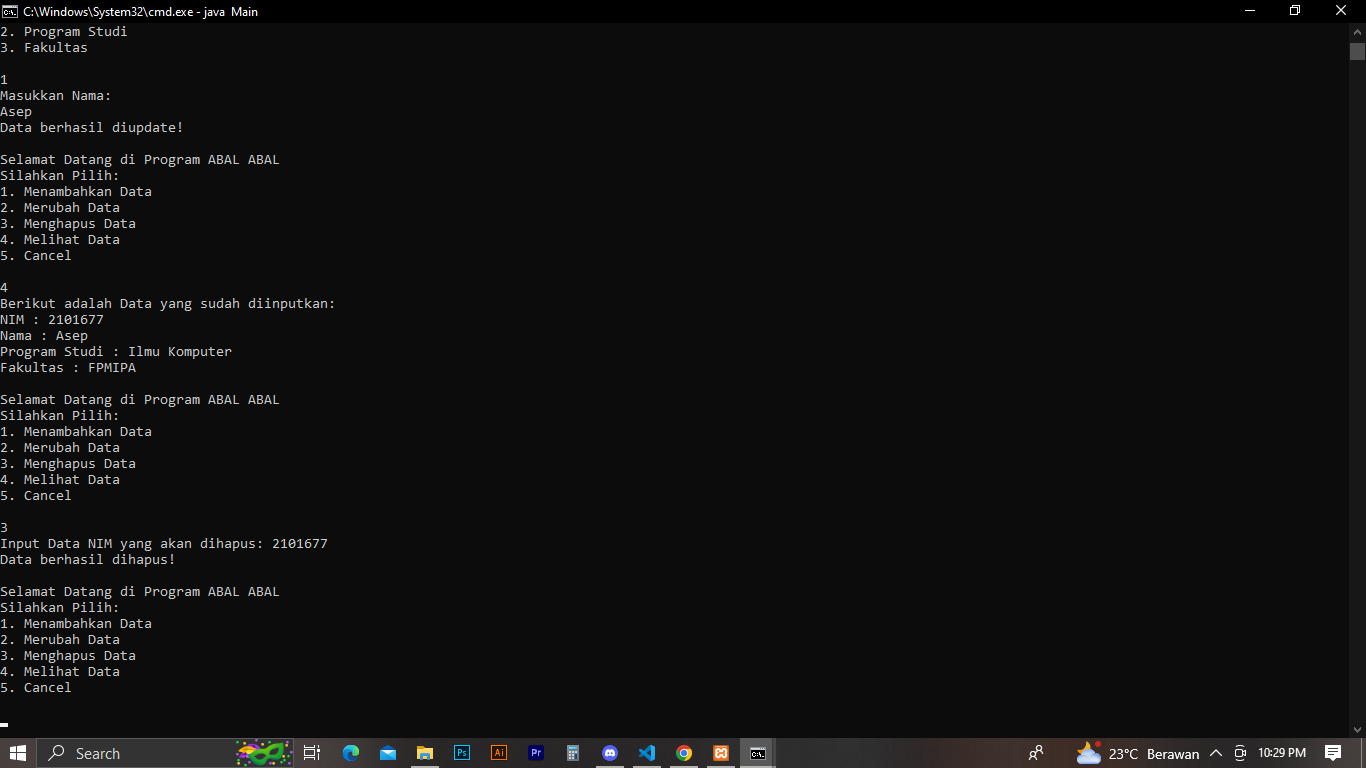 C:\Windows\System32\cmd.exe - java  Main
2. Program Studi
3. Fakultas
1
Masukkan Nama:
Asep
Data berhasil diupdate!
Selamat Datang di Program ABAL ABAL
Silahkan Pilih:
1. Menambahkan Data
2. Merubah Data
3. Menghapus Data
4. Melihat Data
5. Cancel
4
Berikut adalah Data yang sudah diinputkan:
NIM : 2101677
Nama : Asep
Program Studi : Ilmu Komputer
Fakultas : FPMIPA
Selamat Datang di Program ABAL ABAL
Silahkan Pilih:
1. Menambahkan Data
2. Merubah Data
3. Menghapus Data
4. Melihat Data
5. Cancel
3
Input Data NIM yang akan dihapus: 2101677
Data berhasil dihapus!
Selamat Datang di Program ABAL ABAL
Silahkan Pilih:
1. Menambahkan Data
2. Merubah Data
3. Menghapus Data
4. Melihat Data
5. Cancel
Search Ps Ai Pr 23°C Berawan 10:29 PM